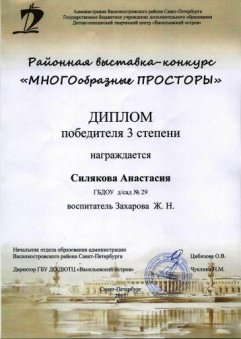 Администрация Василеостровского района Санкт-Петербурга
Государственное бюджетное учреждение дополнительного образования
Детско-юношеский творческий центр «Васильевский остров»
Районная выставка-конкурс
«МНОГОобразные ПРОСТОРЫ»
ДИПЛОМ
победителя 3 степени
награждается
Силякова Анастасия
ГБДОУ д/сад № 29
воспитатель Захарова Ж. Н.
Начальник отдела образования администрации
Василеостровского района Санкт-Петербурга
Цибизова О.В.
Директор ГБУ ДО ДЮТЦ «Васильевский остров»
Чуклина Н.М.
Санкт-Петербург